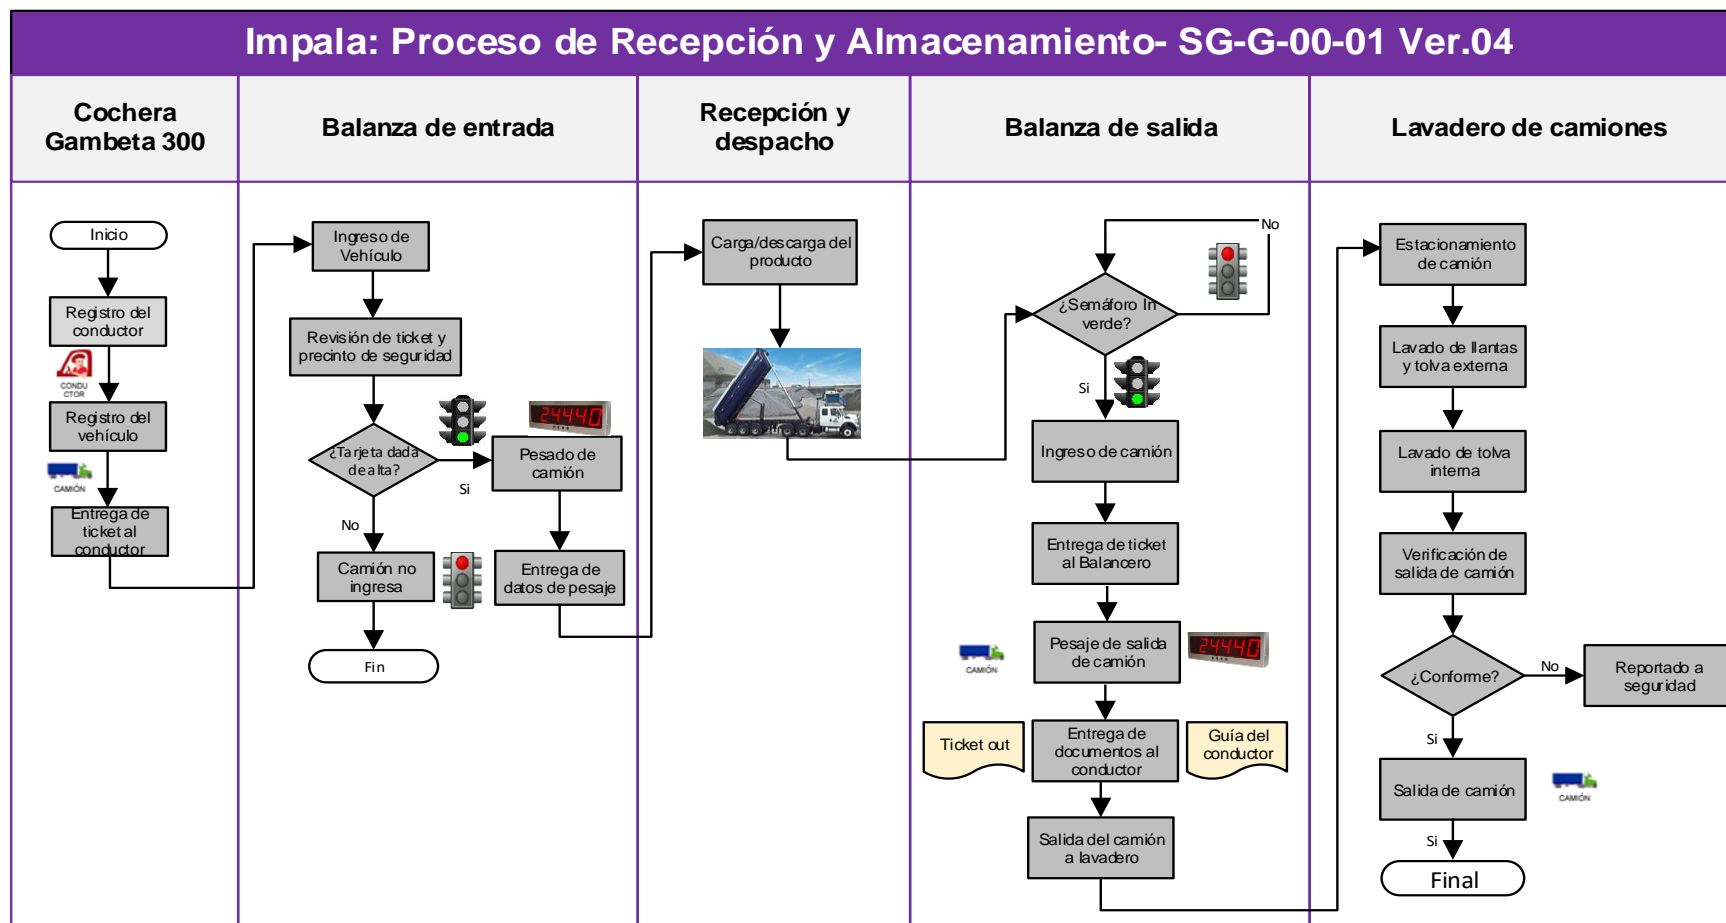 Impala: Proceso de Recepción y Almacenamiento- SG-G-00-01 Ver.04
Cochera
Gambeta 300
Balanza de entrada
Recepción y
despacho
Balanza de salida
Lavadero de camiones
Inicio
Registro del
conductor
CONDU
CTOR
Registro del
vehículo
CAMIÓN
Entrega de
ticket al
conductor
Ingreso de
Vehículo
Revisión de ticket y
precinto de seguridad
¿Tarjeta dada
de alta?
Si
24440
Pesado de
camión
No
Camión no
ingresa
Entrega de
datos de pesaje
Fin
Carga/descarga del
producto
No
¿Semáforo In
verde?
Si
Ingreso de camión
Entrega de ticket
al Balancero
Pesaje de salida
de camión
CAMIÓN
24440
Ticket out
Entrega de
documentos al
conductor
Guía del
conductor
Salida del camión
a lavadero
Estacionamiento
de camión
Lavado de llantas
y tolva externa
Lavado de tolva
interna
Verificación de
salida de camión
¿Conforme?
No
Reportado a
seguridad
Si
Salida de camión
CAMIÓN
Si
Final